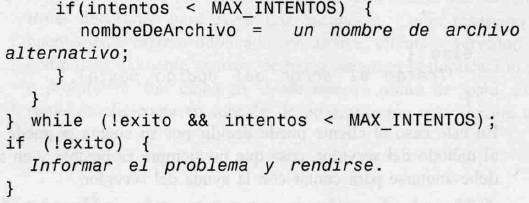 if(intentos < MAX_INTENTOS) {
nombreDeArchivo = un nombre de archivo
alternativo;
}
}
} while (!exito && intentos < MAX_INTENTOS);
if (!exito) {
Informar el problema y rendirse.
}